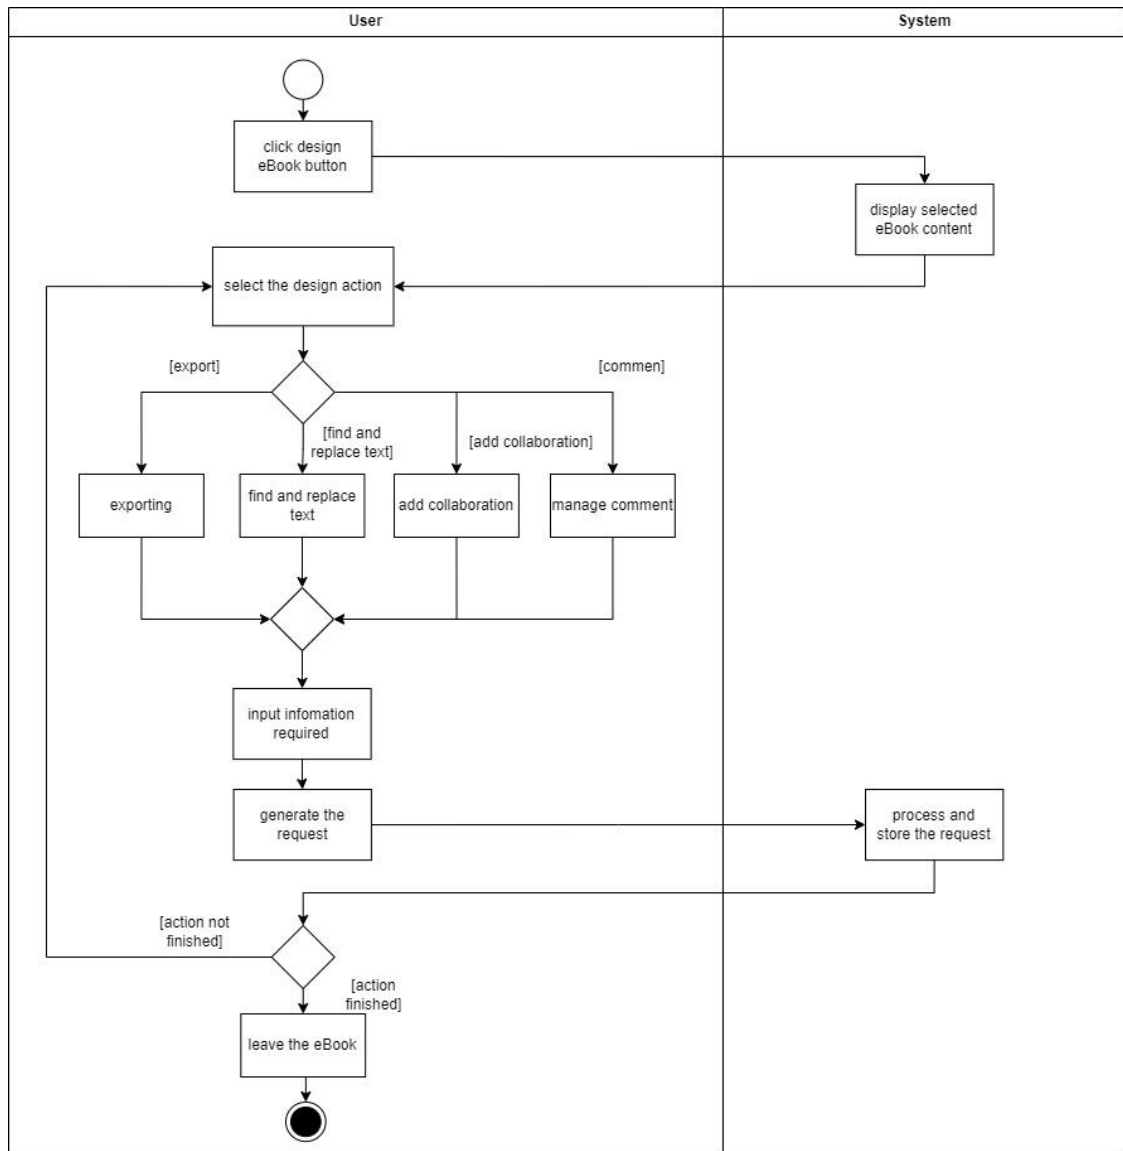 User
System
click design
eBook button
display selected
eBook content
select the design action
[export]
[commen]
[find and
replace text]
[add collaboration]
exporting
find and replace
text
add collaboration
manage comment
input infomation
required
generate the
request
process and
store the request
[action not
finished]
[action
finished]
leave the eBook